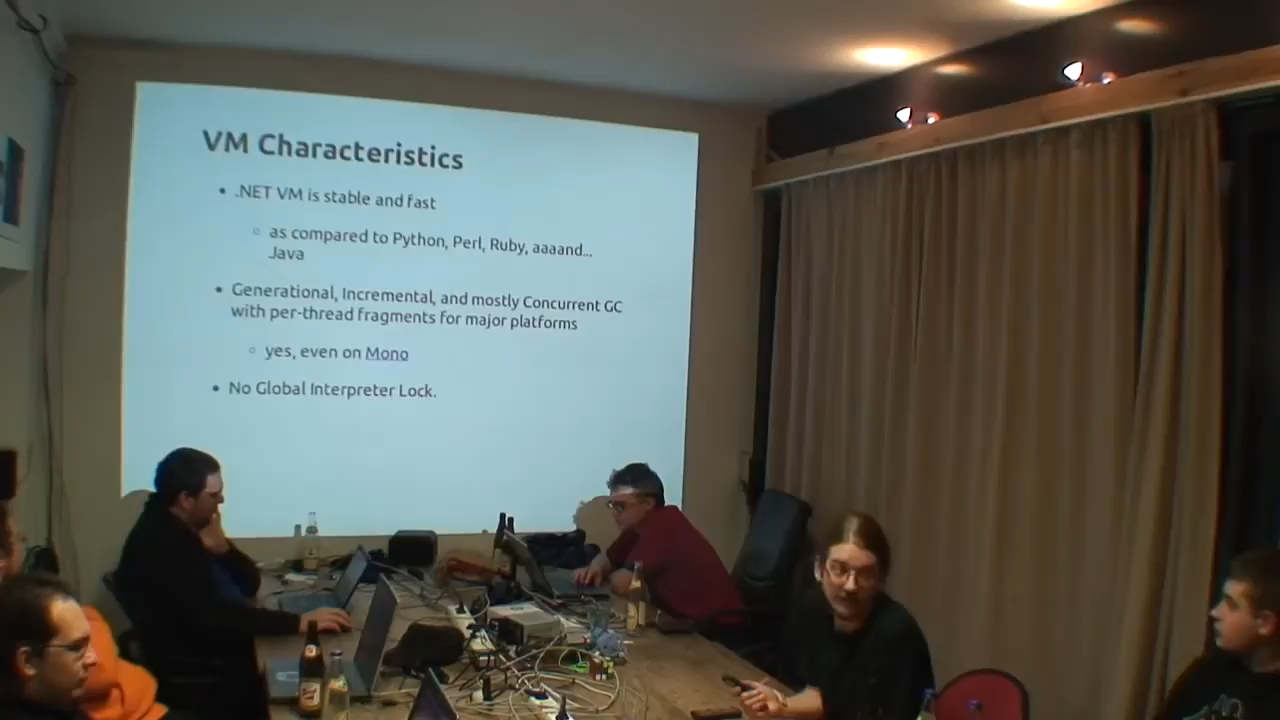 VM Characteristics
• .NET VM is stable and fast
◦ as compared to Python, Perl, Ruby, aaaand...
Java
• Generational, Incremental, and mostly Concurrent GC
with per-thread fragments for major platforms
◦ yes, even on Mono
• No Global Interpreter Lock.